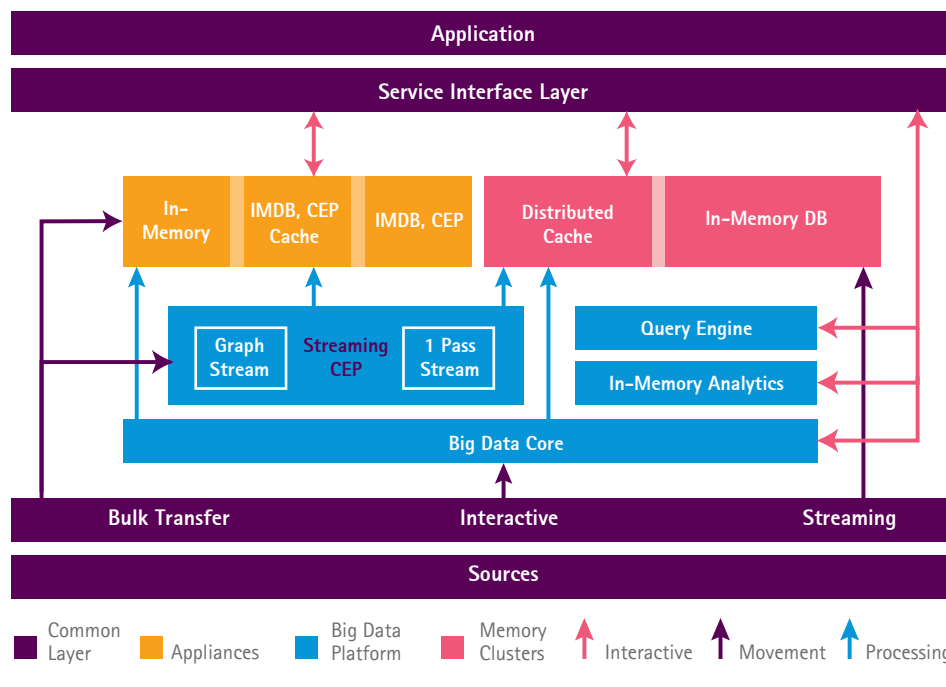 Application
Service Interface Layer
In-
Memory
IMDB, CEP
Cache
IMDB, CEP
Distributed
Cache
In-Memory DB
Graph
Stream
Streaming
CEP
1 Pass
Stream
Query Engine
In-Memory Analytics
Big Data Core
Bulk Transfer
Interactive
Streaming
Sources
Common
Layer
Appliances
Big Data
Platform
Memory
Clusters
Interactive
Movement
Processing